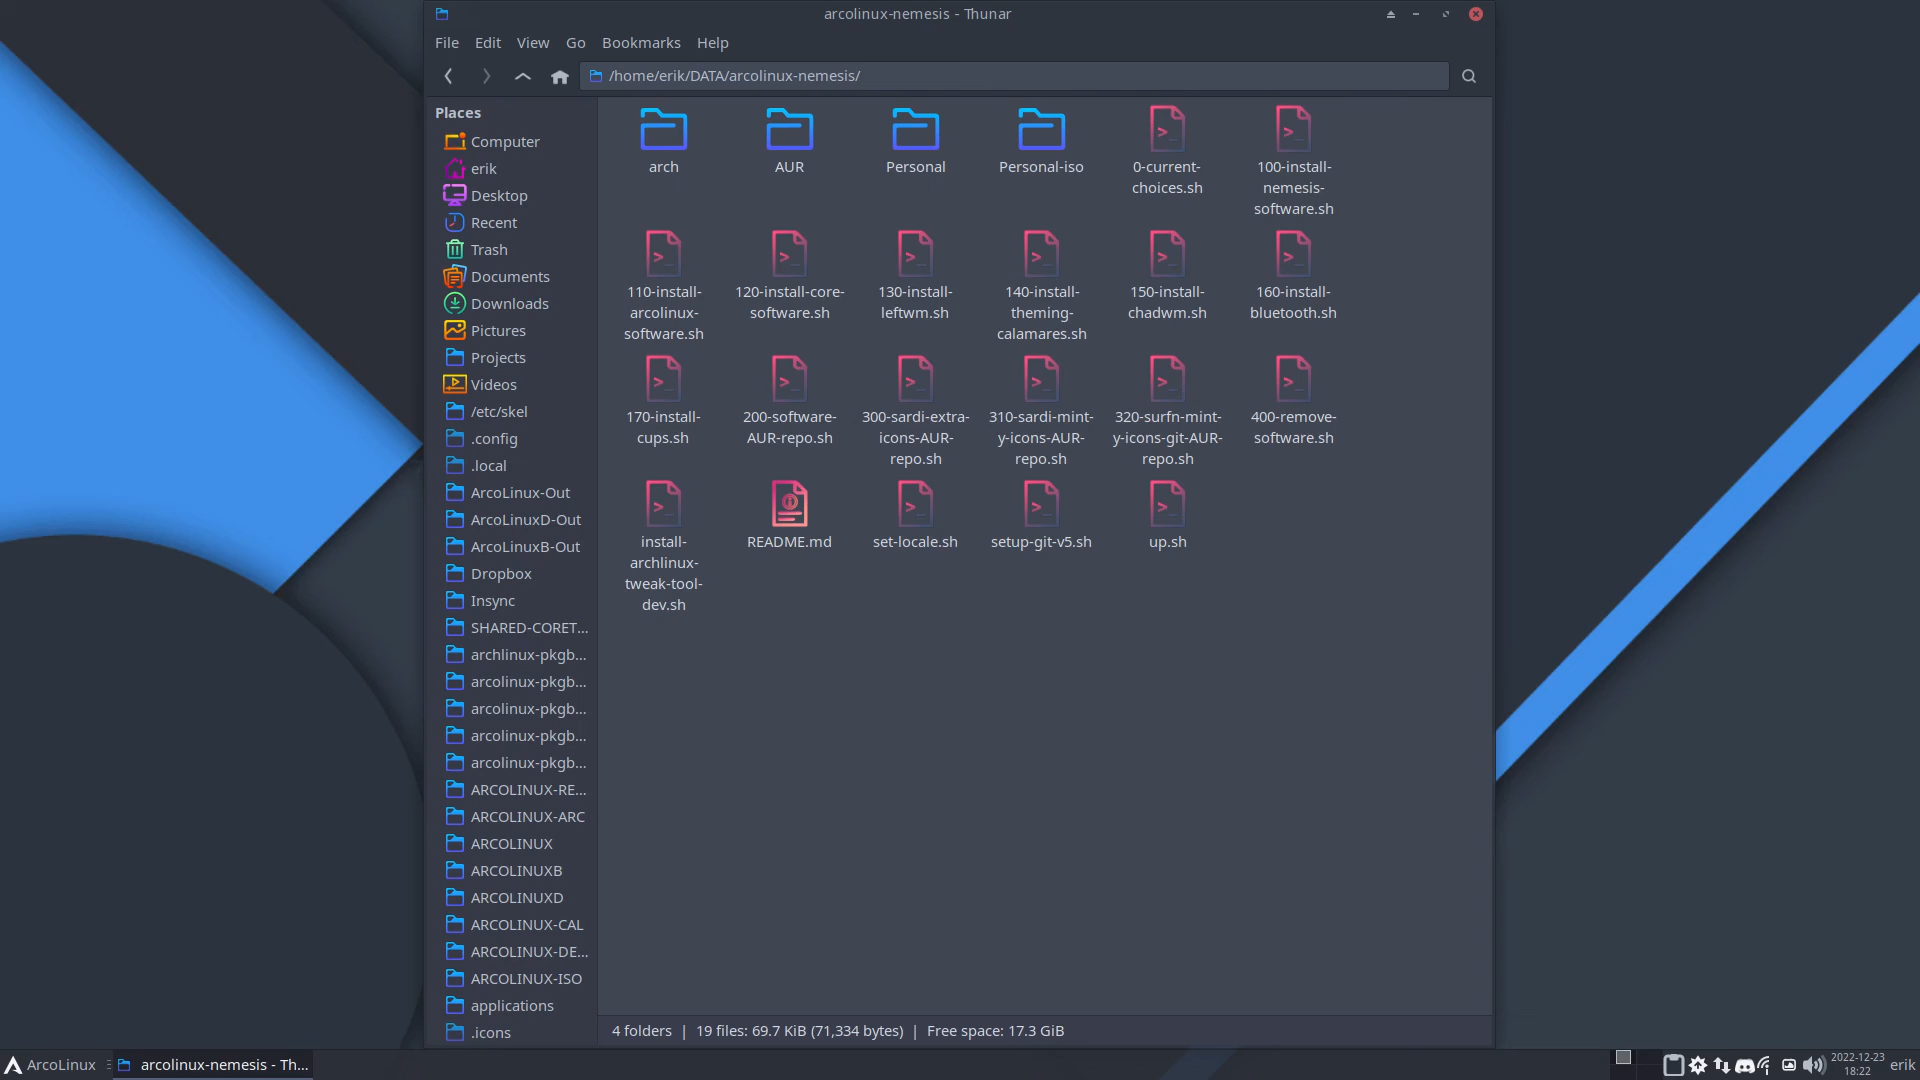 arcolinux-nemesis - Thunar
File Edit View Go Bookmarks Help
/home/erik/DATA/arcolinux-nemesis/
Places
Computer
erik
Desktop
Recent
Trash
Documents
Downloads
Pictures
Projects
Videos
/etc/skel
.config
.local
ArcoLinux-Out
ArcoLinuxD-Out
ArcoLinuxB-Out
Dropbox
Insync
SHARED-CORET...
archlinux-pkgb...
arcolinux-pkgb...
arcolinux-pkgb...
arcolinux-pkgb...
arcolinux-pkgb...
ARCOLINUX-RE...
ARCOLINUX-ARC
ARCOLINUX
ARCOLINUXB
ARCOLINUXD
ARCOLINUX-CAL
ARCOLINUX-DE...
ARCOLINUX-ISO
applications
.icons
arch
AUR
Personal
Personal-iso
0-current-
choices.sh
100-install-
nemesis-
software.sh
110-install-
arcolinux-
software.sh
120-install-core-
software.sh
130-install-
leftwm.sh
140-install-
theming-
calamares.sh
150-install-
chadwm.sh
160-install-
bluetooth.sh
170-install-
cups.sh
200-software-
AUR-repo.sh
300-sardi-extra-
icons-AUR-
repo.sh
310-sardi-mint-
y-icons-AUR-
repo.sh
320-surfn-mint-
y-icons-git-AUR-
repo.sh
400-remove-
software.sh
install-
archlinux-
tweak-tool-
dev.sh
README.md
set-locale.sh
setup-git-v5.sh
up.sh
4 folders | 19 files: 69.7 KiB (71,334 bytes) | Free space: 17.3 GiB
ArcoLinux
arcolinux-nemesis - Th...
2022-12-23
18:22
erik